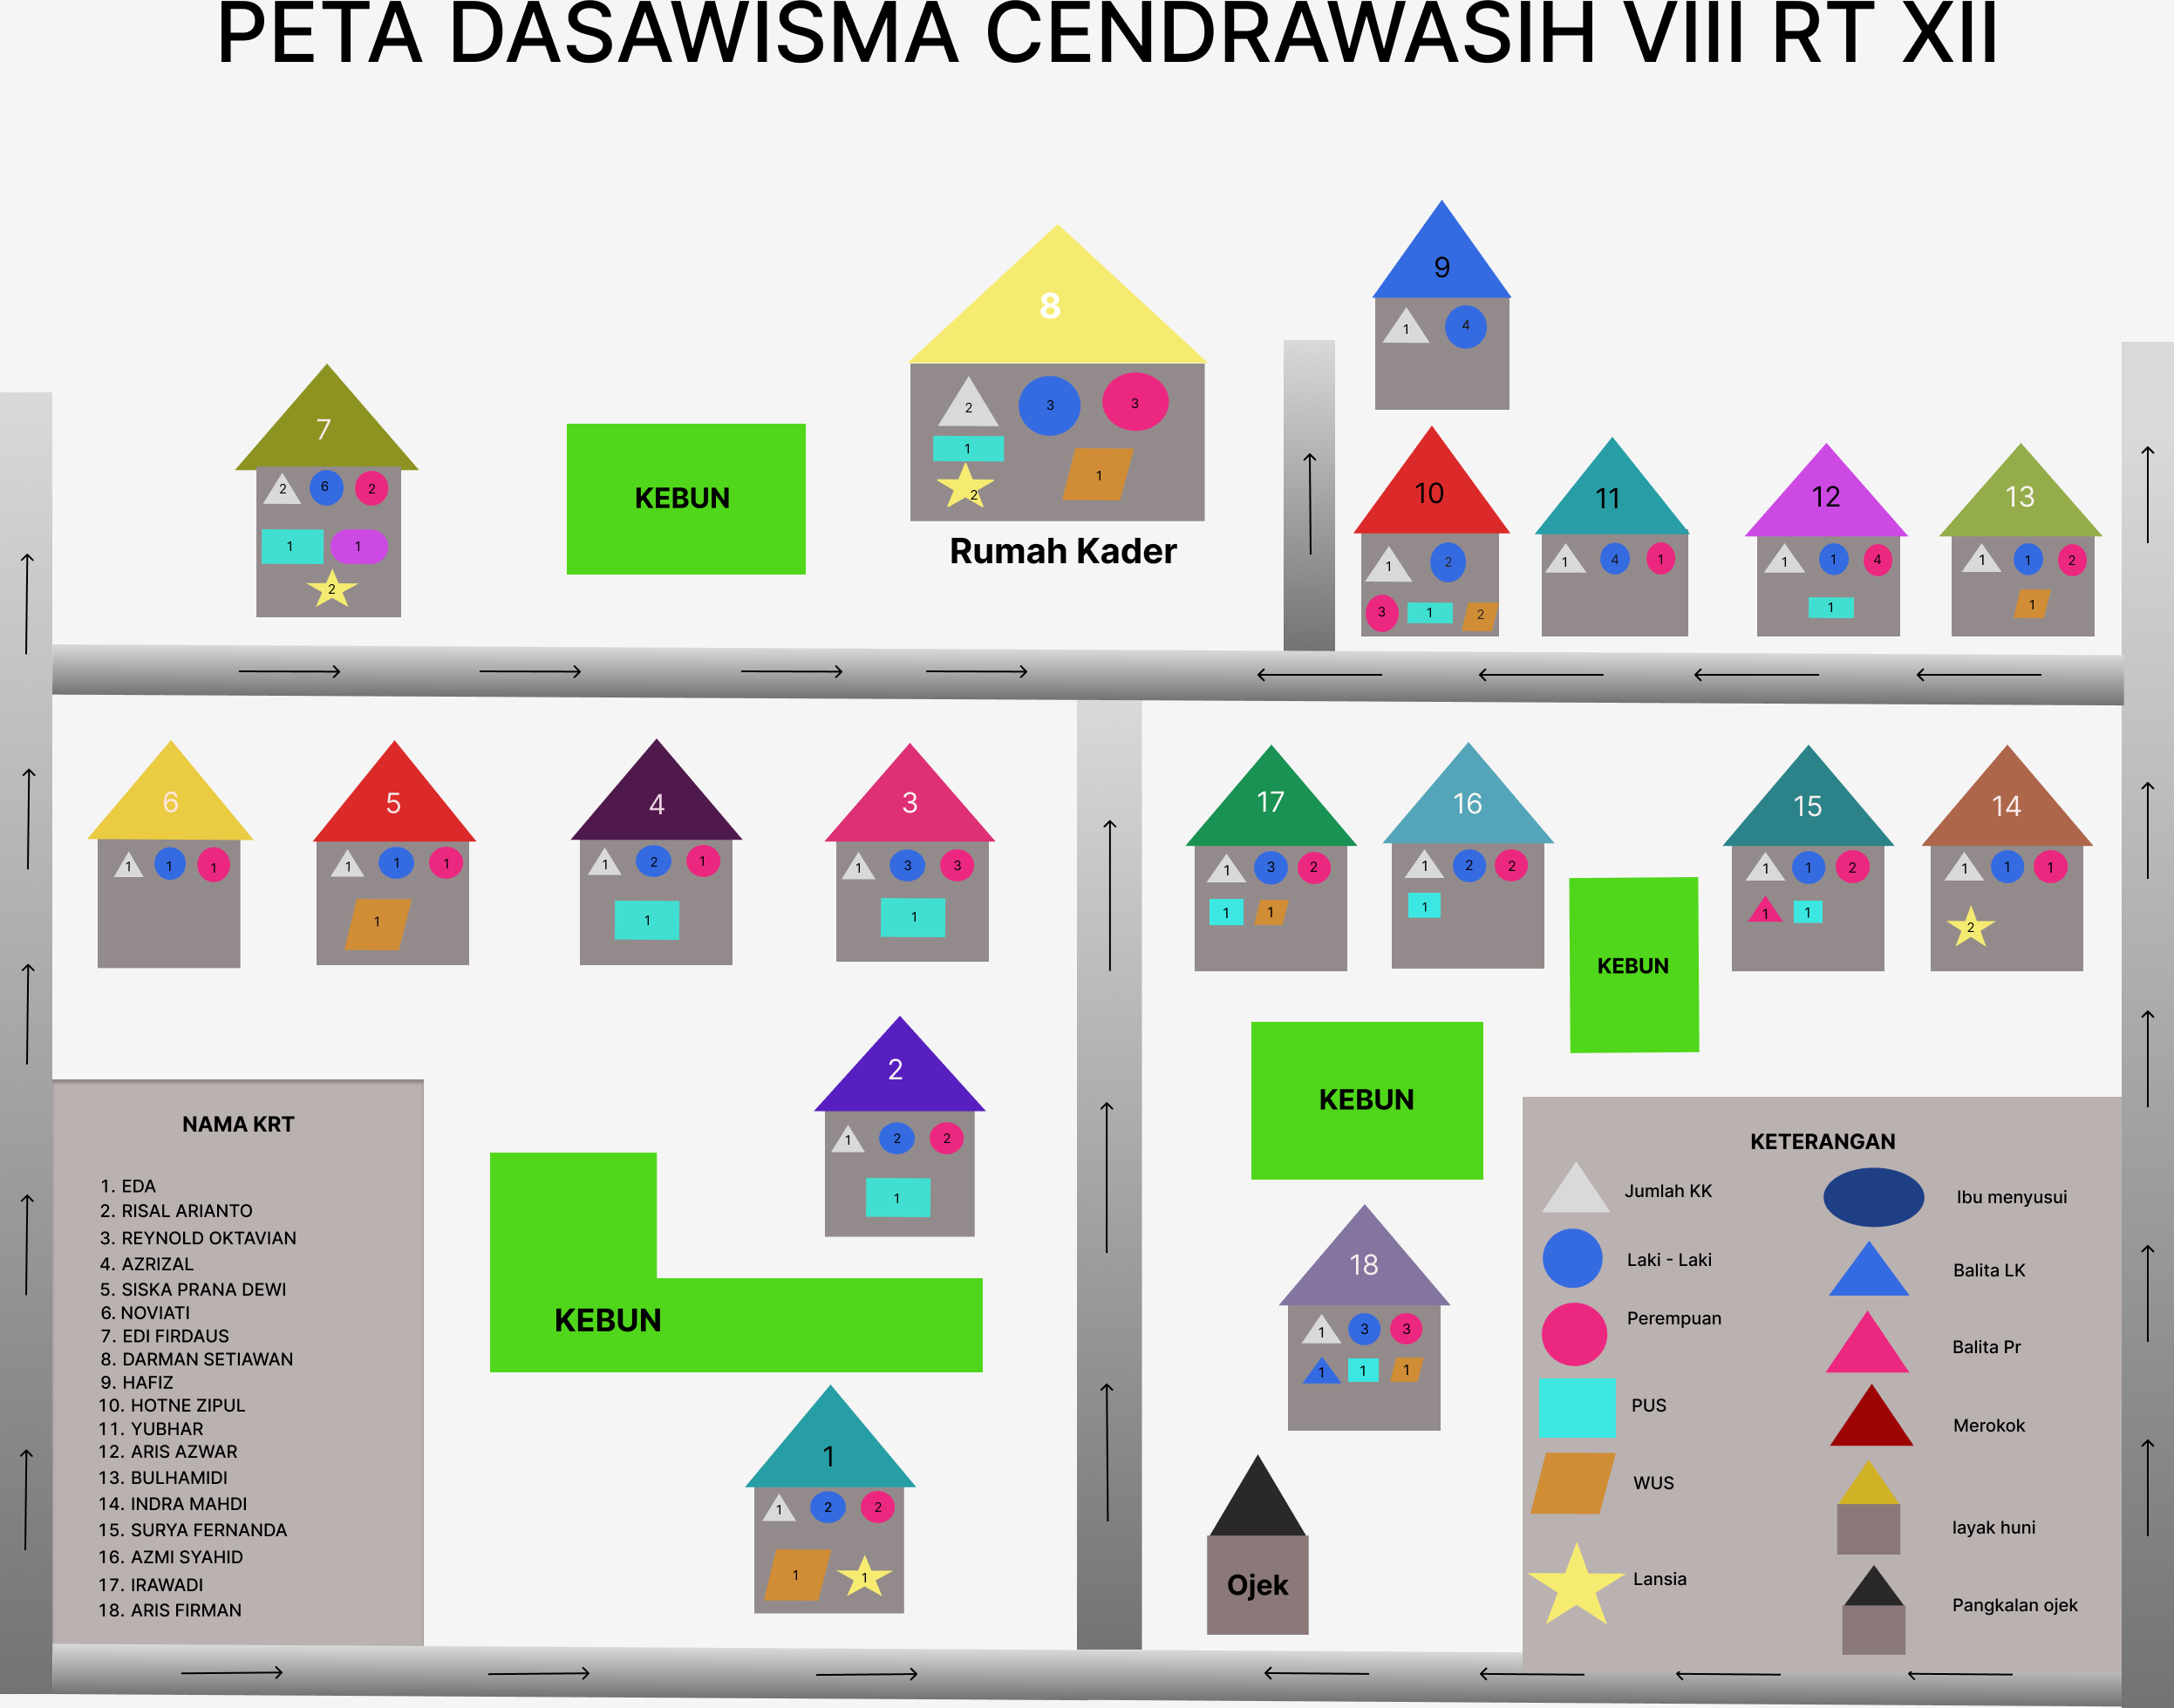 PETA DASAWISMA CENDRAWASIH VIII RT XII
9
1 4
8
2 3 3
1
2 1
Rumah Kader
7
2 6 2
1 1
2
KEBUN
10
1 2
3 1 2
11
1 4 1
12
1 1 4
1
13
1 1 2
1
6
1 1 1
5
1 1 1
1
4
1 2 1
1
3
1 3 3
1
17
1 3 2
1 1
16
1 2 2
1
15
1 1 2
1 1
14
1 1 1
2
KEBUN
2
1 2 2
1
KEBUN
KEBUN
18
1 3 3
1 1 1
1
1 2 2
1 1
Ojek
NAMA KRT
1. EDA
2. RISAL ARIANTO
3. REYNOLD OKTAVIAN
4. AZRIZAL
5. SISKA PRANA DEWI
6. NOVIATI
7. EDI FIRDAUS
8. DARMAN SETIAWAN
9. HAFIZ
10. HOTNE ZIPUL
11. YUBHAR
12. ARIS AZWAR
13. BULHAMIDI
14. INDRA MAHDI
15. SURYA FERNANDA
16. AZMI SYAHID
17. IRAWADI
18. ARIS FIRMAN
KETERANGAN
Jumlah KK
Laki - Laki
Perempuan
PUS
WUS
Lansia
Ibu menyusui
Balita LK
Balita Pr
Merokok
layak huni
Pangkalan ojek